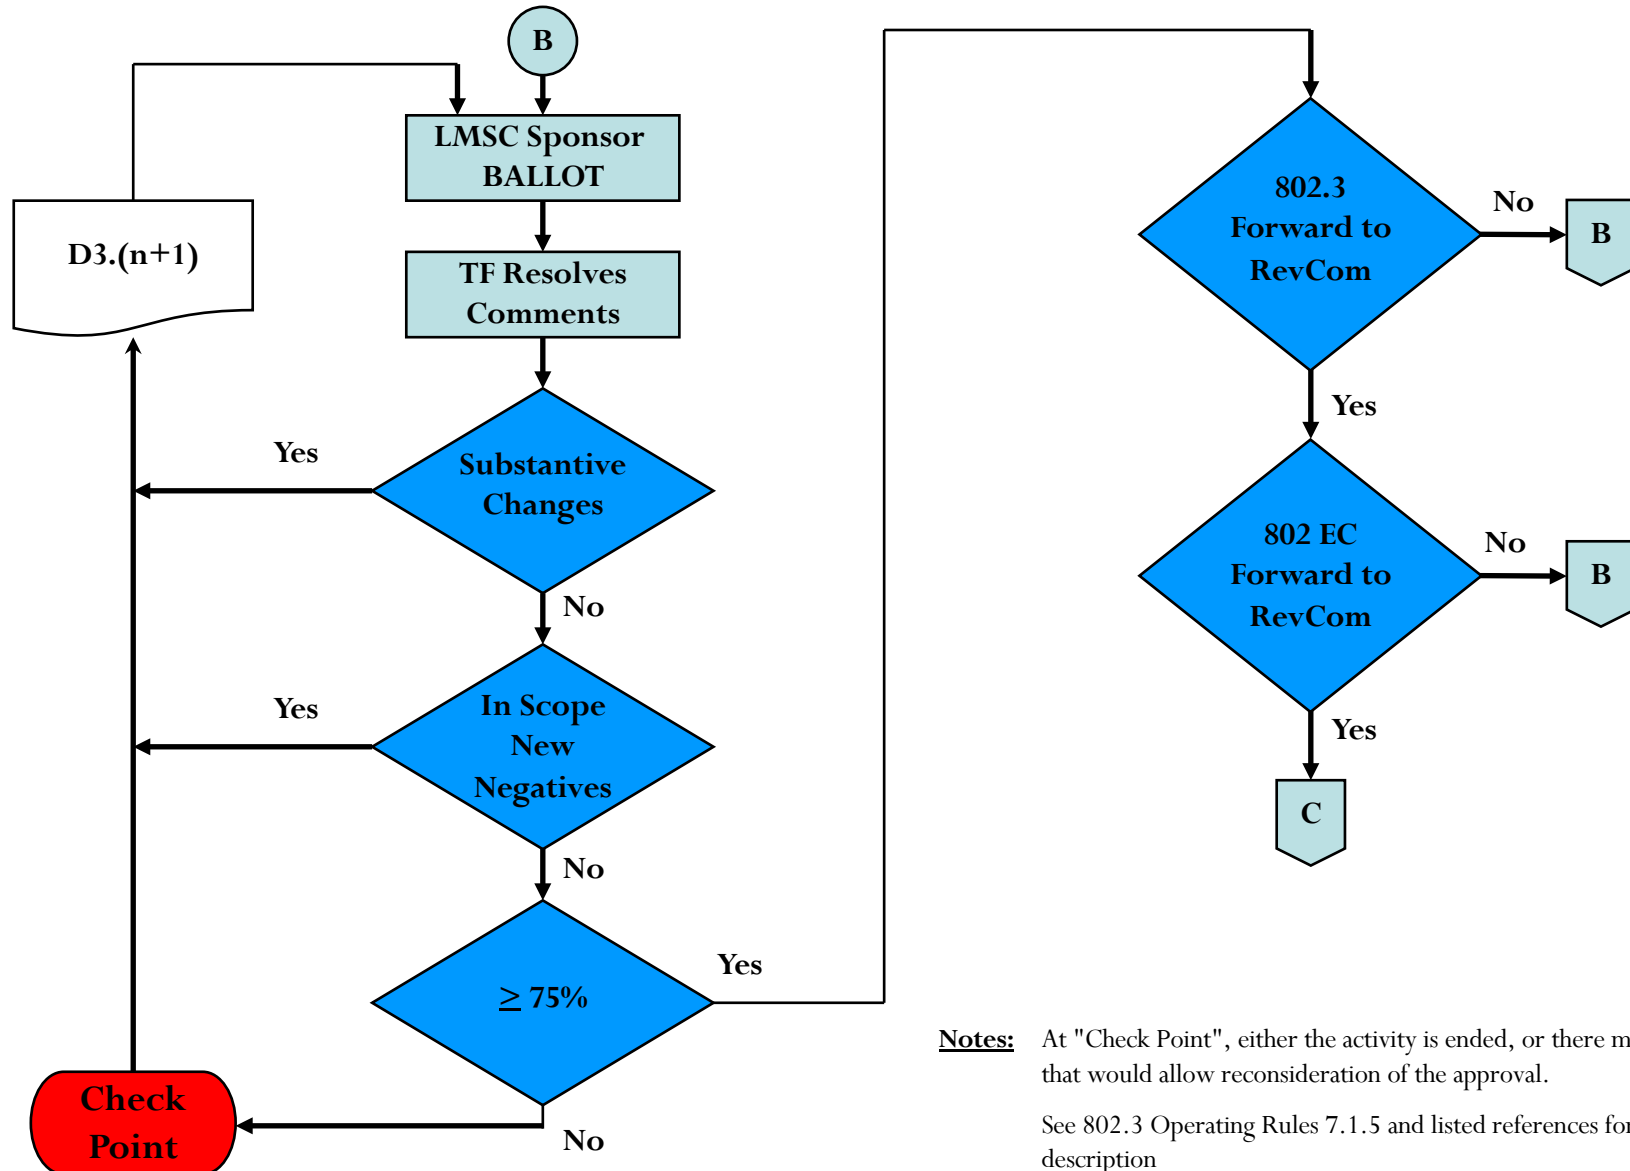 B
LMSC Sponsor
BALLOT
D3.(n+1)
TF Resolves
Comments
Yes
Substantive
Changes
No
Yes
In Scope
New
Negatives
No
≥ 75%
Yes
No
Check
Point
802.3
Forward to
RevCom
No
B
Yes
802 EC
Forward to
RevCom
No
B
Yes
C
Notes: At "Check Point", either the activity is ended, or there
that would allow reconsideration of the approval.
See 802.3 Operating Rules 7.1.5 and listed references for
description